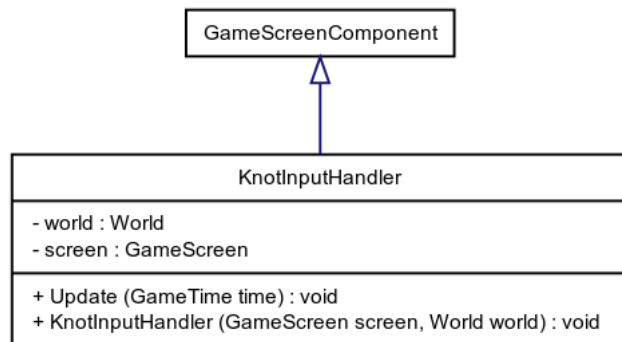 GameScreenComponent
KnotInputHandler
- world : World
- screen : GameScreen
+ Update (GameTime time) : void
+ KnotInputHandler (GameScreen screen, World world) : void